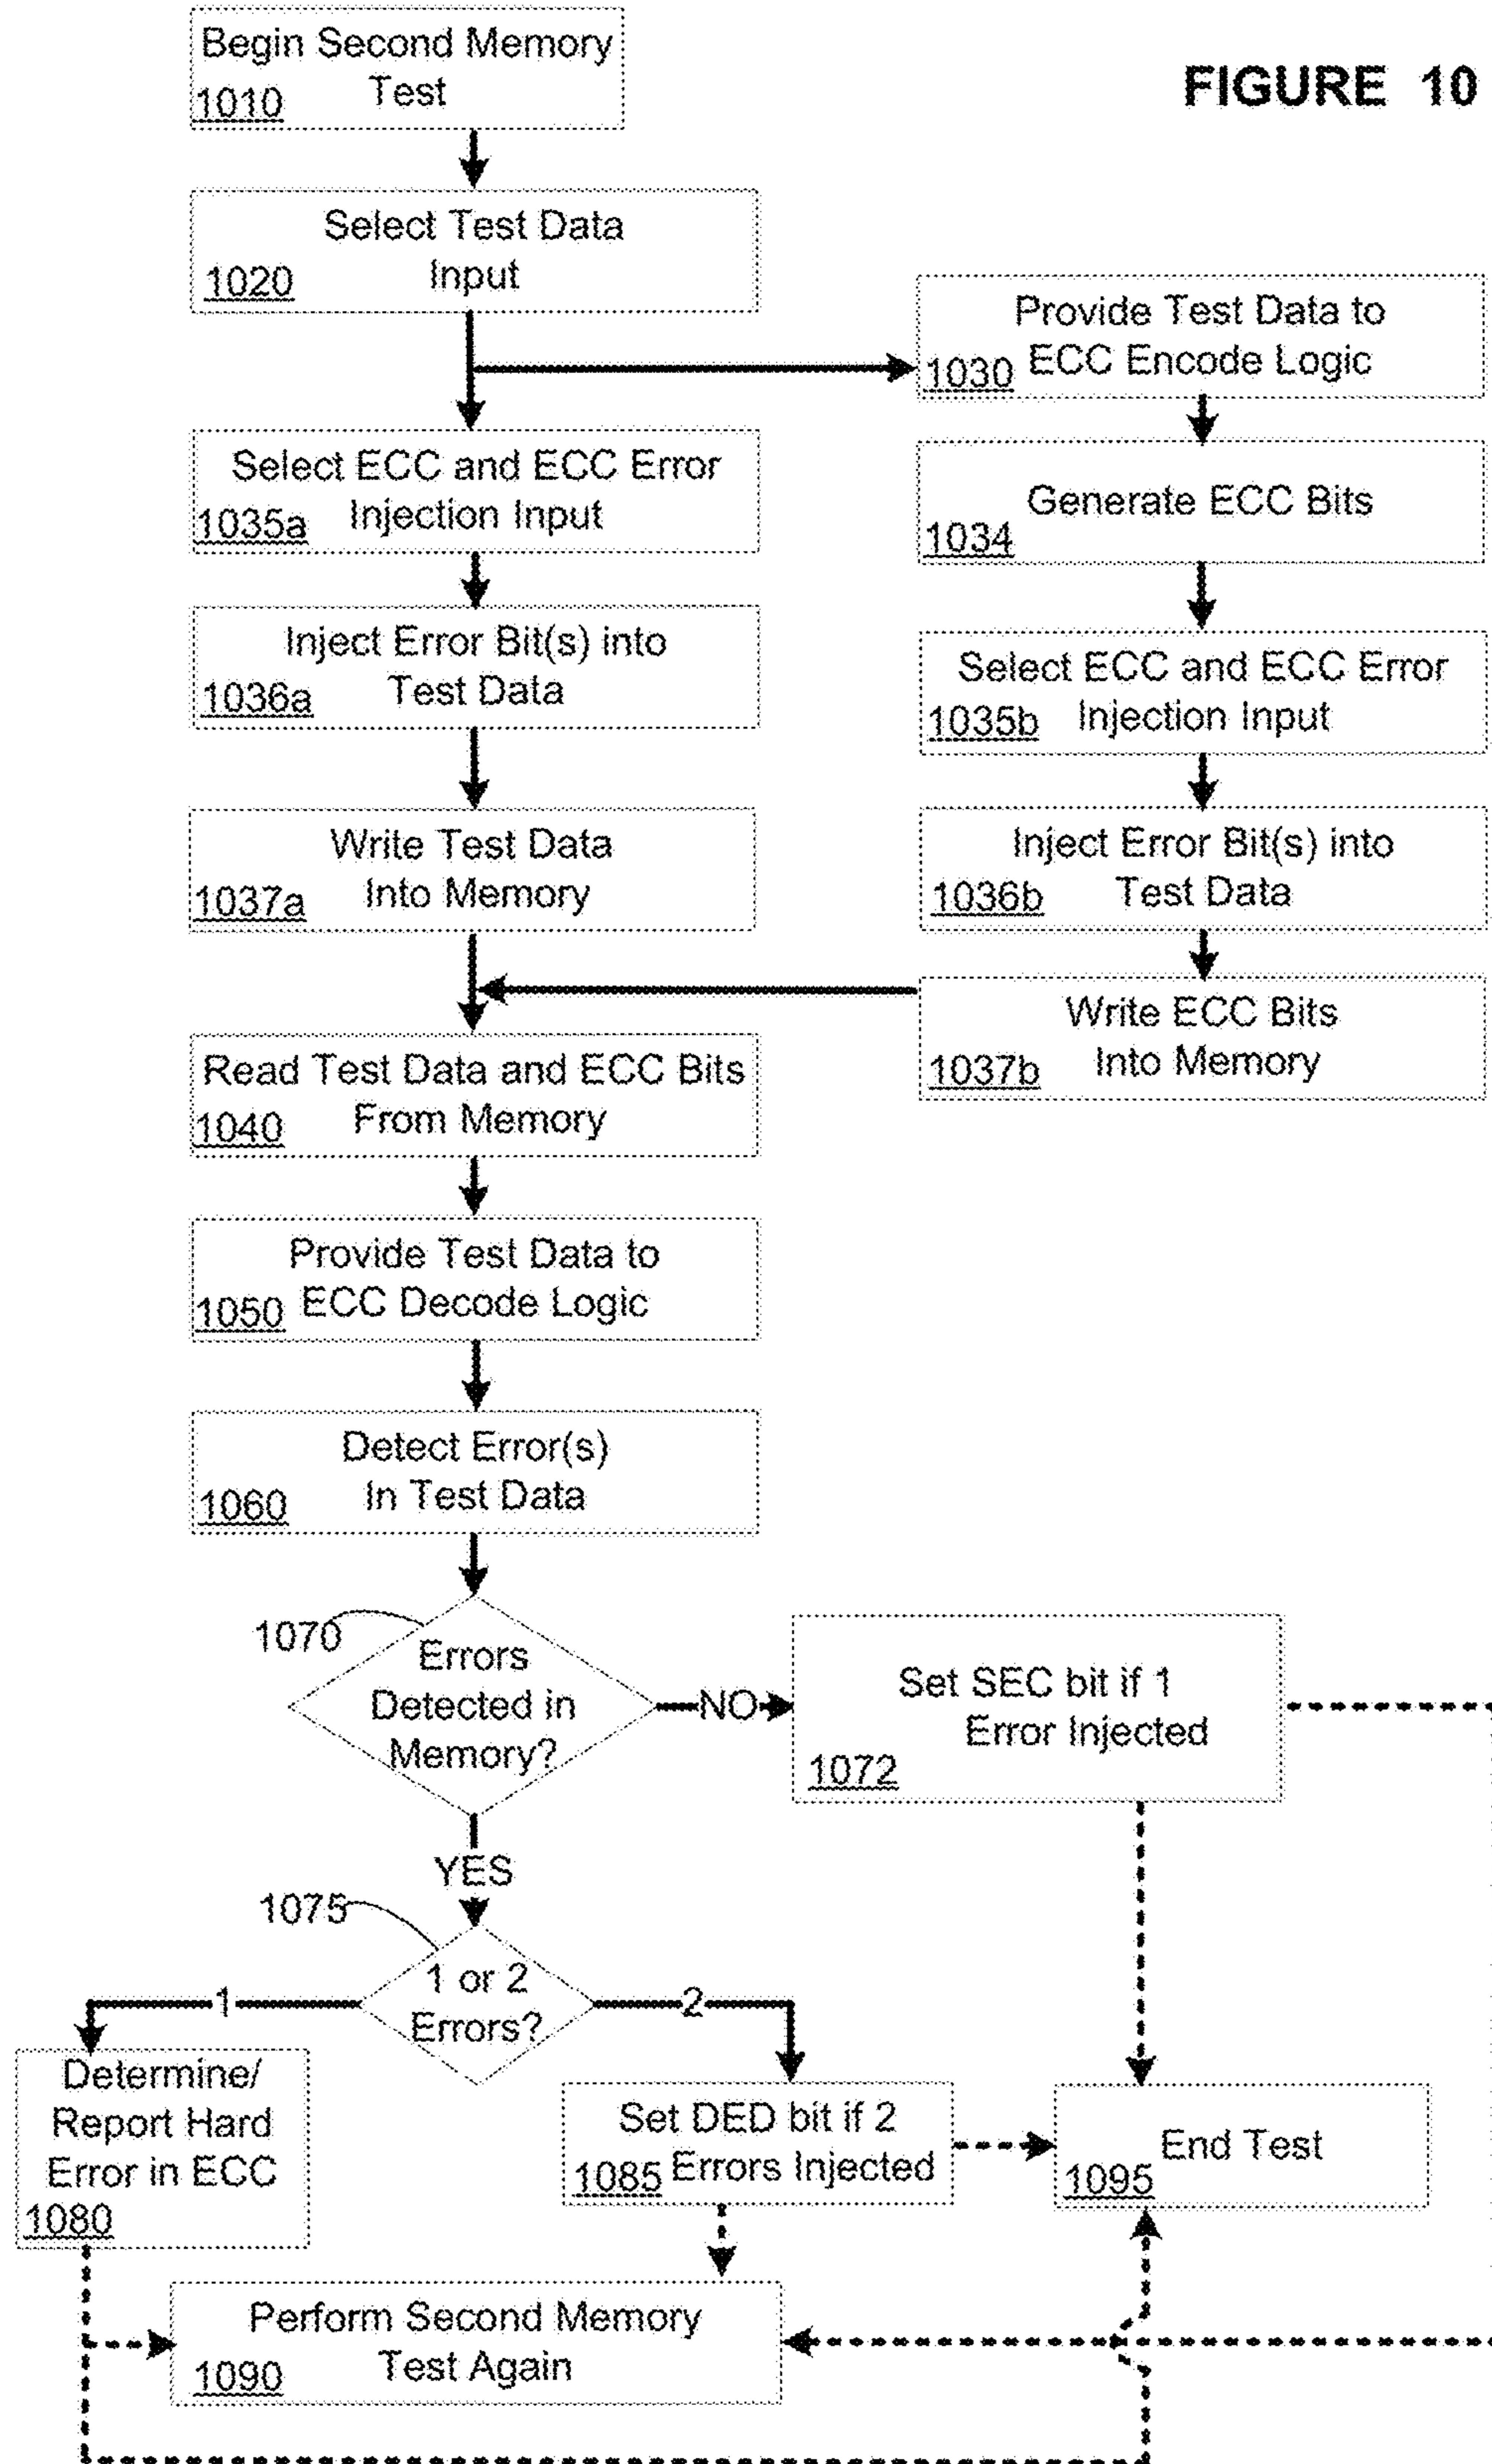 FIGURE 10
Begin Second Memory
Test
1010
Select Test Data
Input
1020
Provide Test Data to
ECC Encode Logic
1030
Select ECC and ECC Error
Injection Input
1035a
Generate ECC Bits
1034
Inject Error Bit(s) into
Test Data
1036a
Select ECC and ECC Error
Injection Input
1035b
Write Test Data
Into Memory
1037a
Inject Error Bit(s) into
Test Data
1036b
Write ECC Bits
Into Memory
1037b
Read Test Data and ECC Bits
From Memory
1040
Provide Test Data to
ECC Decode Logic
1050
Detect Error(s)
In Test Data
1060
1070
Errors
Detected in
Memory?
NO
Set SEC bit if 1
Error Injected
1072
YES
1075
1 or 2
Errors?
1
2
Determine/
Report Hard
Error in ECC
1080
Set DED bit if 2
Errors Injected
1085
End Test
1095
Perform Second Memory
Test Again
1090